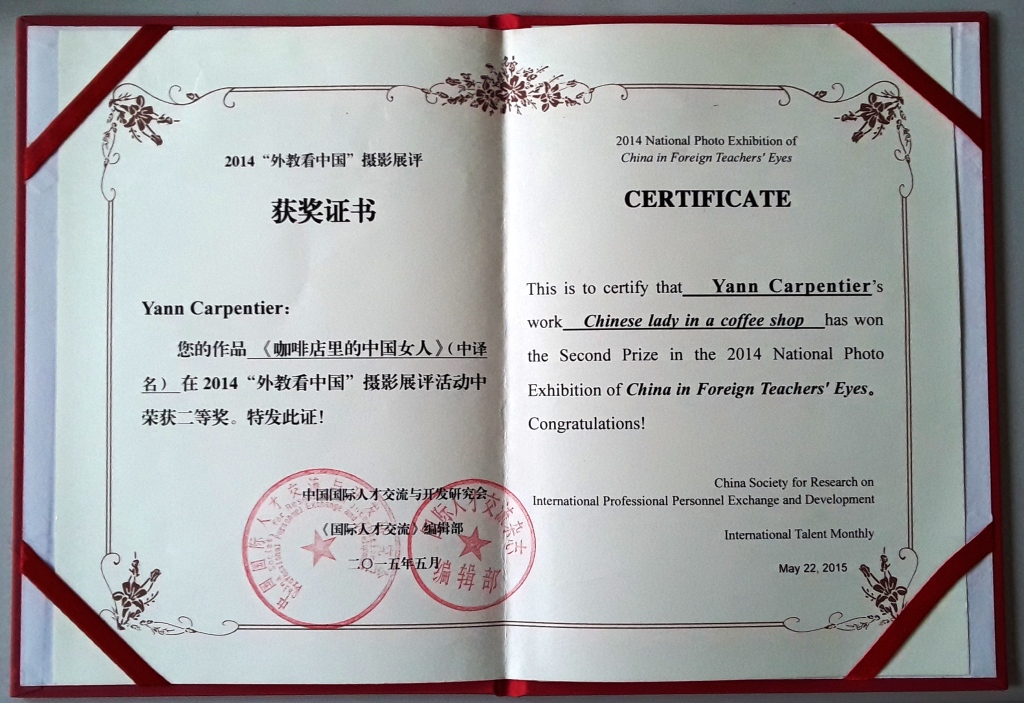 2014“外教看中国”摄影展评
获奖证书
Yann Carpentier:
您的作品 《咖啡店里的中国女人》（中译
名） 在 2014“外教看中国”摄影展评活动中
荣获二等奖。特发此证!
中国国际人才交流与开发研究会
《国际人才交流》编辑部
二〇一五年五月
编辑部
2014 National Photo Exhibition of
China in Foreign Teachers' Eyes
CERTIFICATE
This is to certify that Yann Carpentier's
work Chinese lady in a coffee shop has won
the Second Prize in the 2014 National Photo
Exhibition of China in Foreign Teachers' Eyes。
Congratulations!
China Society for Research on
International Professional Personnel Exchange and Development
International Talent Monthly
May 22, 2015